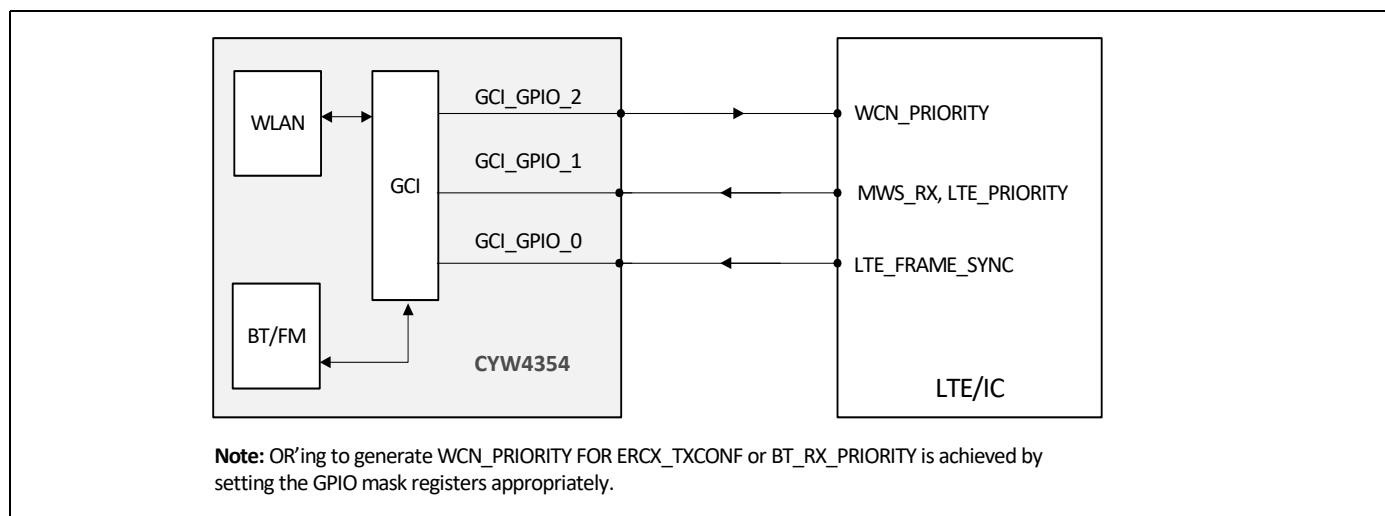 GCI_GPIO_2
WCN_PRIORITY
WLAN
GCI_GPIO_1
GCI
MWS_RX, LTE_PRIORITY
GCI_GPIO_0
LTE_FRAME_SYNC
BT/FM
CYW4354
LTE/IC
Note: OR’ing to generate WCN_PRIORITY FOR ERCX_TXCONF or BT_RX_PRIORITY is achieved by
setting the GPIO mask registers appropriately.